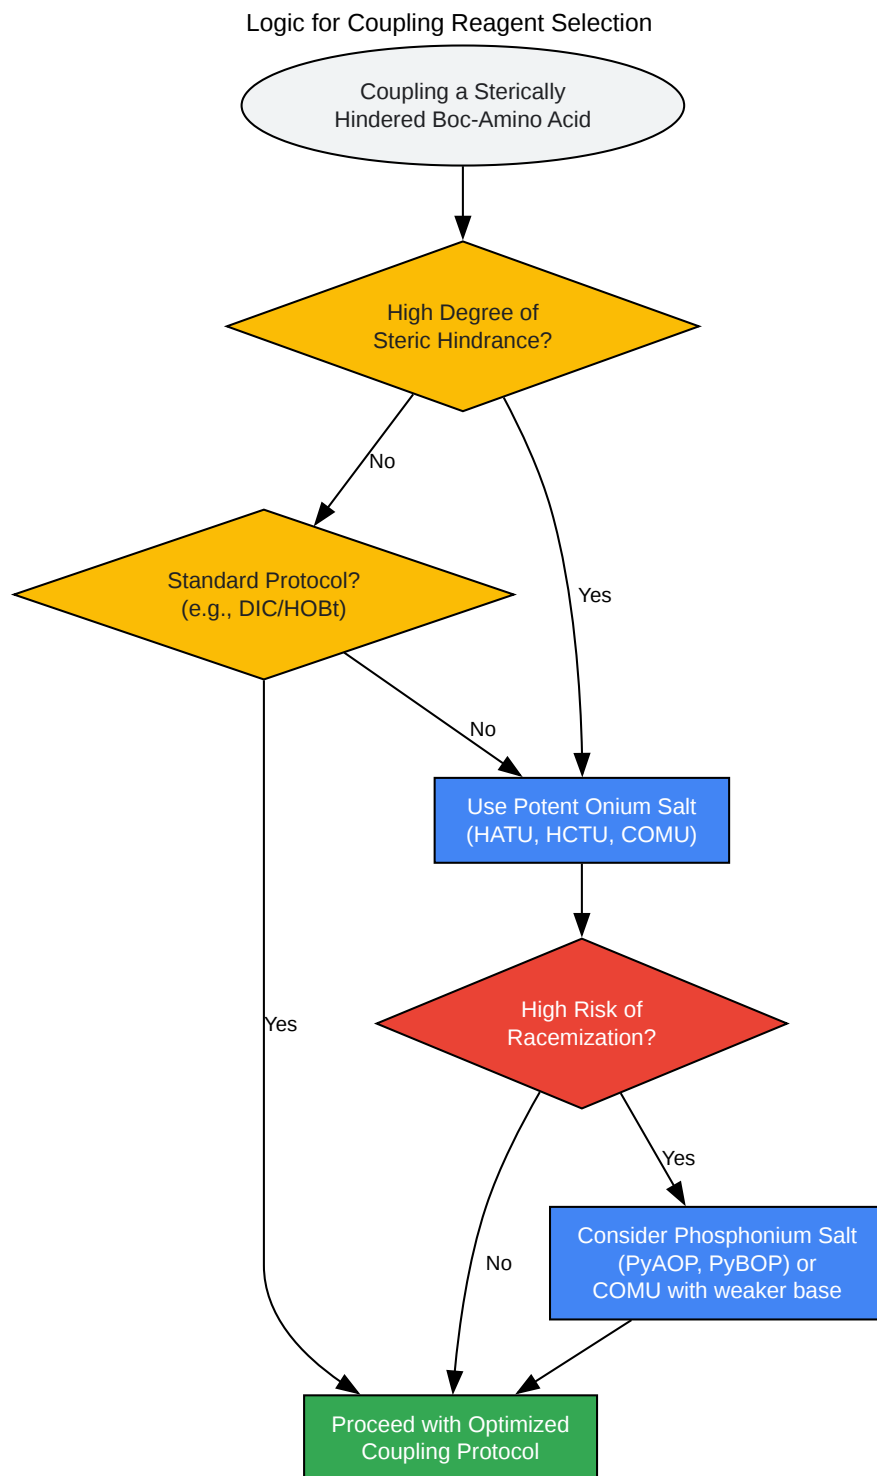 Logic for Coupling Reagent Selection
Coupling a Sterically
Hindered Boc-Amino Acid
High Degree of
Steric Hindrance?
No
Standard Protocol?
(e.g., DIC/HOBt)
Yes
No
Use Potent Onium Salt
(HATU, HCTU, COMU)
High Risk of
Racemization?
Yes
Yes
Consider Phosphonium Salt
(PyAOP, PyBOP) or
COMU with weaker base
No
Proceed with Optimized
Coupling Protocol